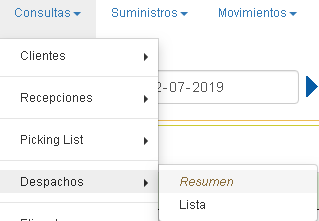 Consultas Suministros Movimientos
Clientes
2-07-2019
Recepciones
Picking List
Despachos
Resumen
Lista